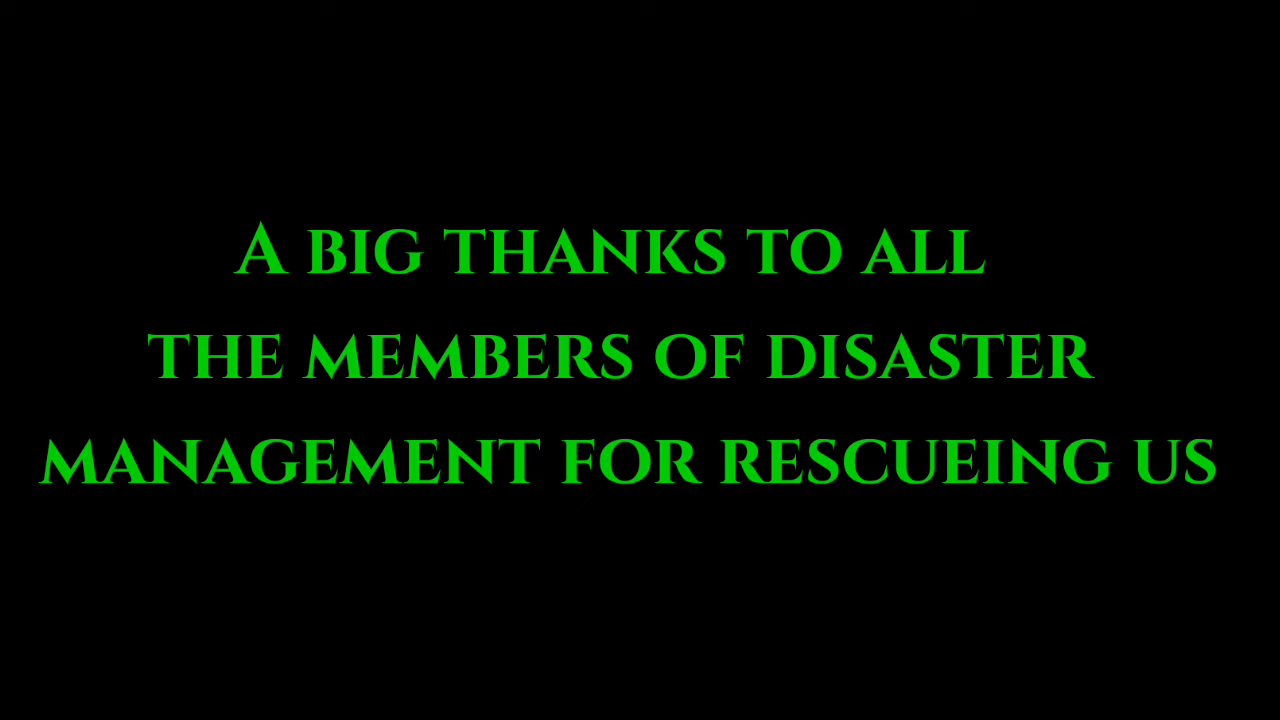 A big thanks to all
the members of disaster
management for rescueing us